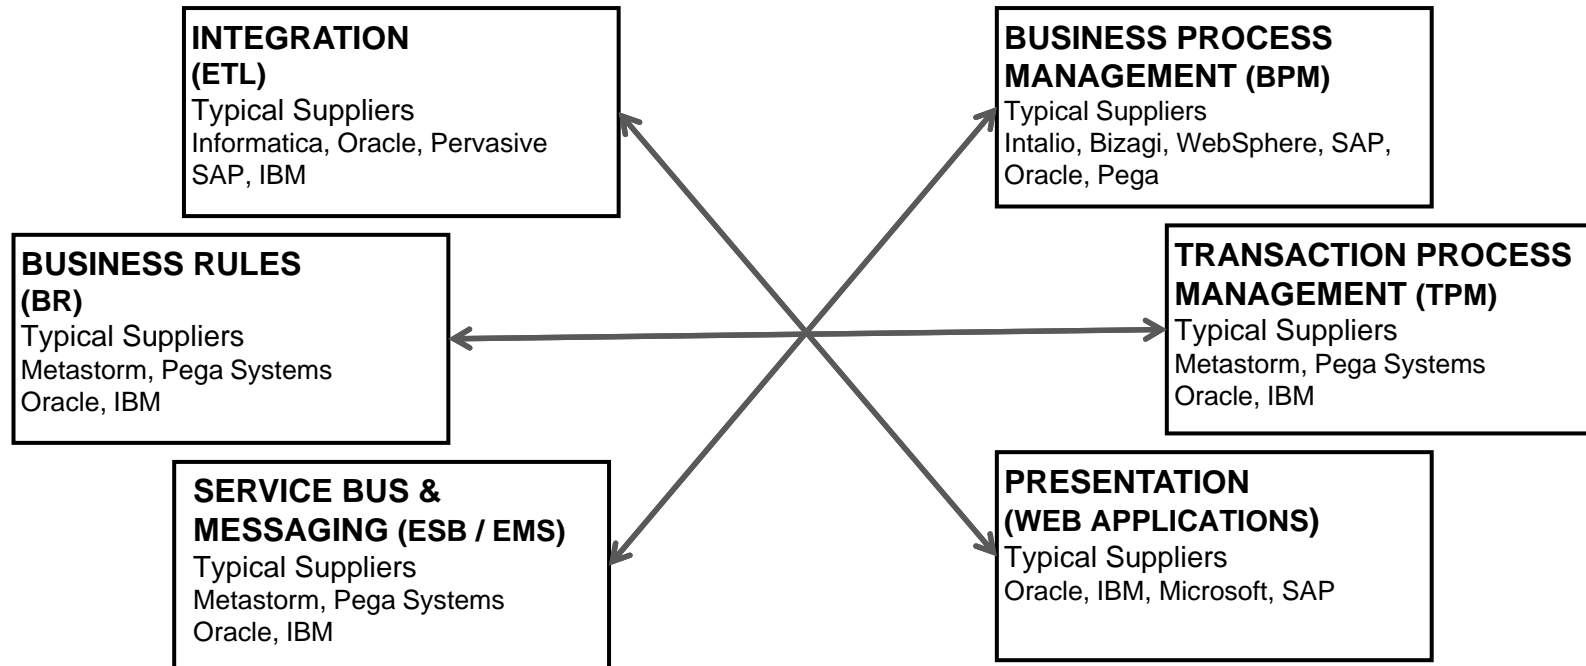 INTEGRATION
(ETL)
Typical Suppliers
Informatica, Oracle, Pervasive
SAP, IBM
BUSINESS PROCESS
MANAGEMENT (BPM)
Typical Suppliers
Intalio, Bizagi, WebSphere, SAP,
Oracle, Pega
BUSINESS RULES
(BR)
Typical Suppliers
Metastorm, Pega Systems
Oracle, IBM
TRANSACTION PROCESS
MANAGEMENT (TPM)
Typical Suppliers
Metastorm, Pega Systems
Oracle, IBM
SERVICE BUS &
MESSAGING (ESB / EMS)
Typical Suppliers
Metastorm, Pega Systems
Oracle, IBM
PRESENTATION
(WEB APPLICATIONS)
Typical Suppliers
Oracle, IBM, Microsoft, SAP